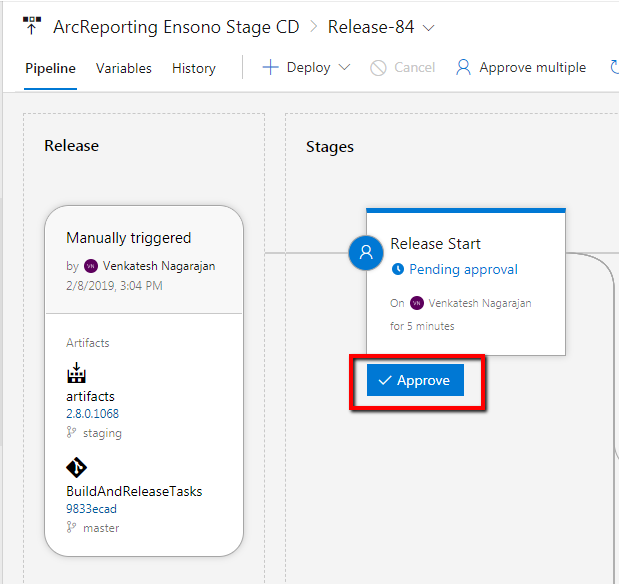 ArcReporting Ensono Stage CD > Release-84
Pipeline Variables History Deploy Cancel Approve multiple
Release
Stages
Manually triggered
by VN Venkatesh Nagarajan
2/8/2019, 3:04 PM
Artifacts
artifacts
2.8.0.1068
staging
BuildAndReleaseTasks
9833ecad
master
Release Start
Pending approval
On VN Venkatesh Nagarajan
for 5 minutes
Approve